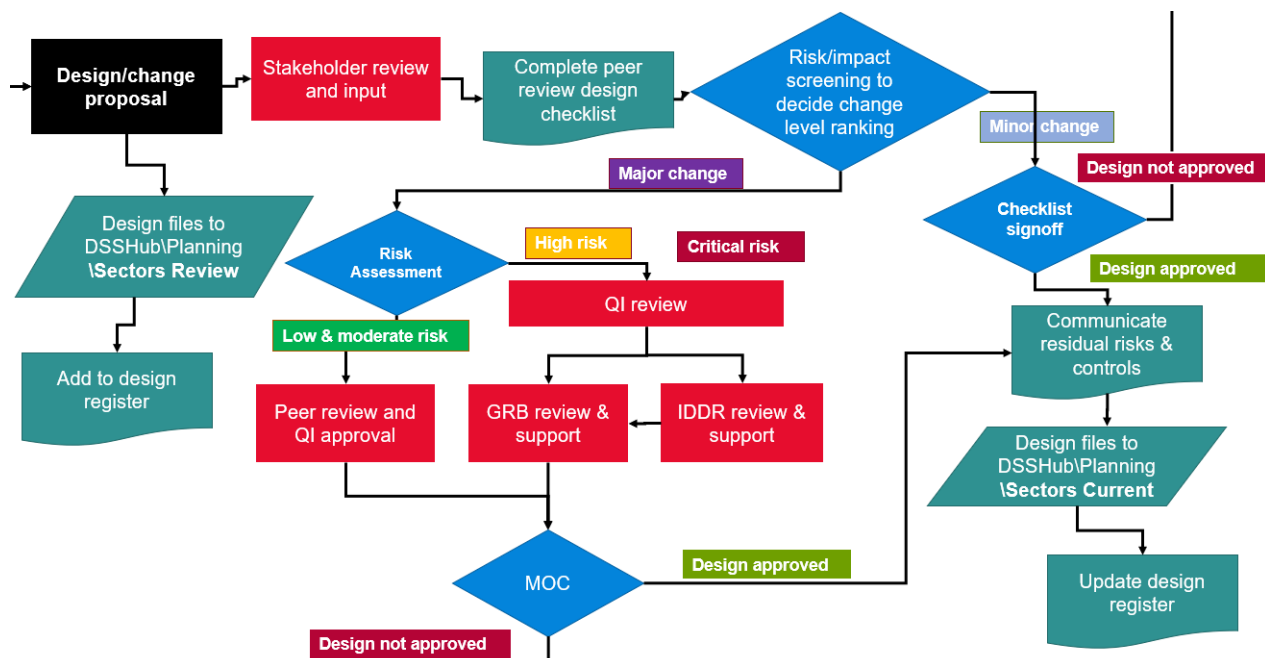 Design/change
proposal
Stakeholder review
and input
Complete peer
review design
checklist
Risk/impact
screening to
decide change
level ranking
Minor change
Major change
Design not approved
Design files to
DSSHub\Planning
\Sectors Review
Risk
Assessment
High risk
Critical risk
Checklist
signoff
Design approved
QI review
Low & moderate risk
Communicate
residual risks &
controls
Add to design
register
Peer review and
QI approval
GRB review &
support
IDDR review &
support
Design files to
DSSHub\Planning
\Sectors Current
MOC
Design approved
Update design
register
Design not approved